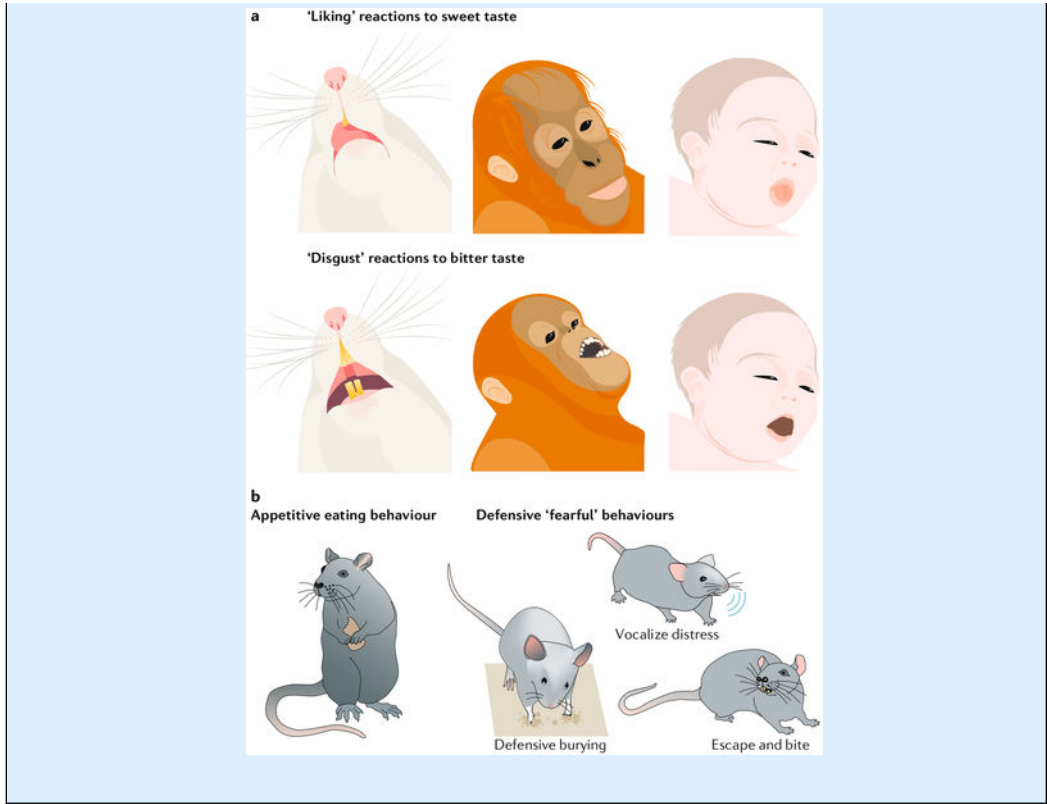 a
‘Liking’ reactions to sweet taste
‘Disgust’ reactions to bitter taste
b
Appetitive eating behaviour
Defensive ‘fearful’ behaviours
Vocalize distress
Defensive burying
Escape and bite